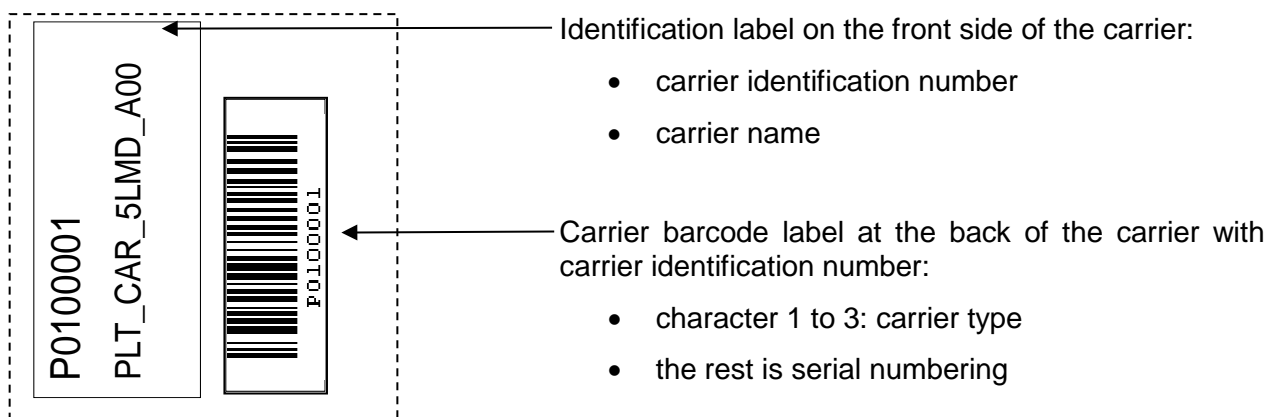 P0100001
PLT_CAR_5LMD_A00
P0100001
Identification label on the front side of the carrier:
• carrier identification number
• carrier name
Carrier barcode label at the back of the carrier with
carrier identification number:
• character 1 to 3: carrier type
• the rest is serial numbering